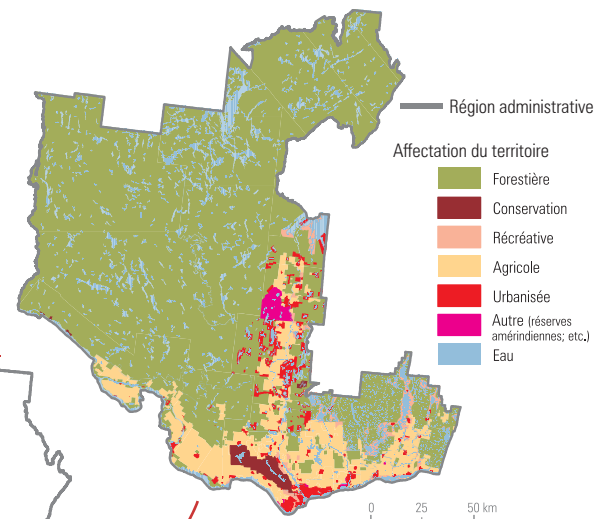 Région administrative
Affectation du territoire
Forestière
Conservation
Récréative
Agricole
Urbanisée
Autre (réserves
amérindiennes; etc.)
Eau
0 25 50 km